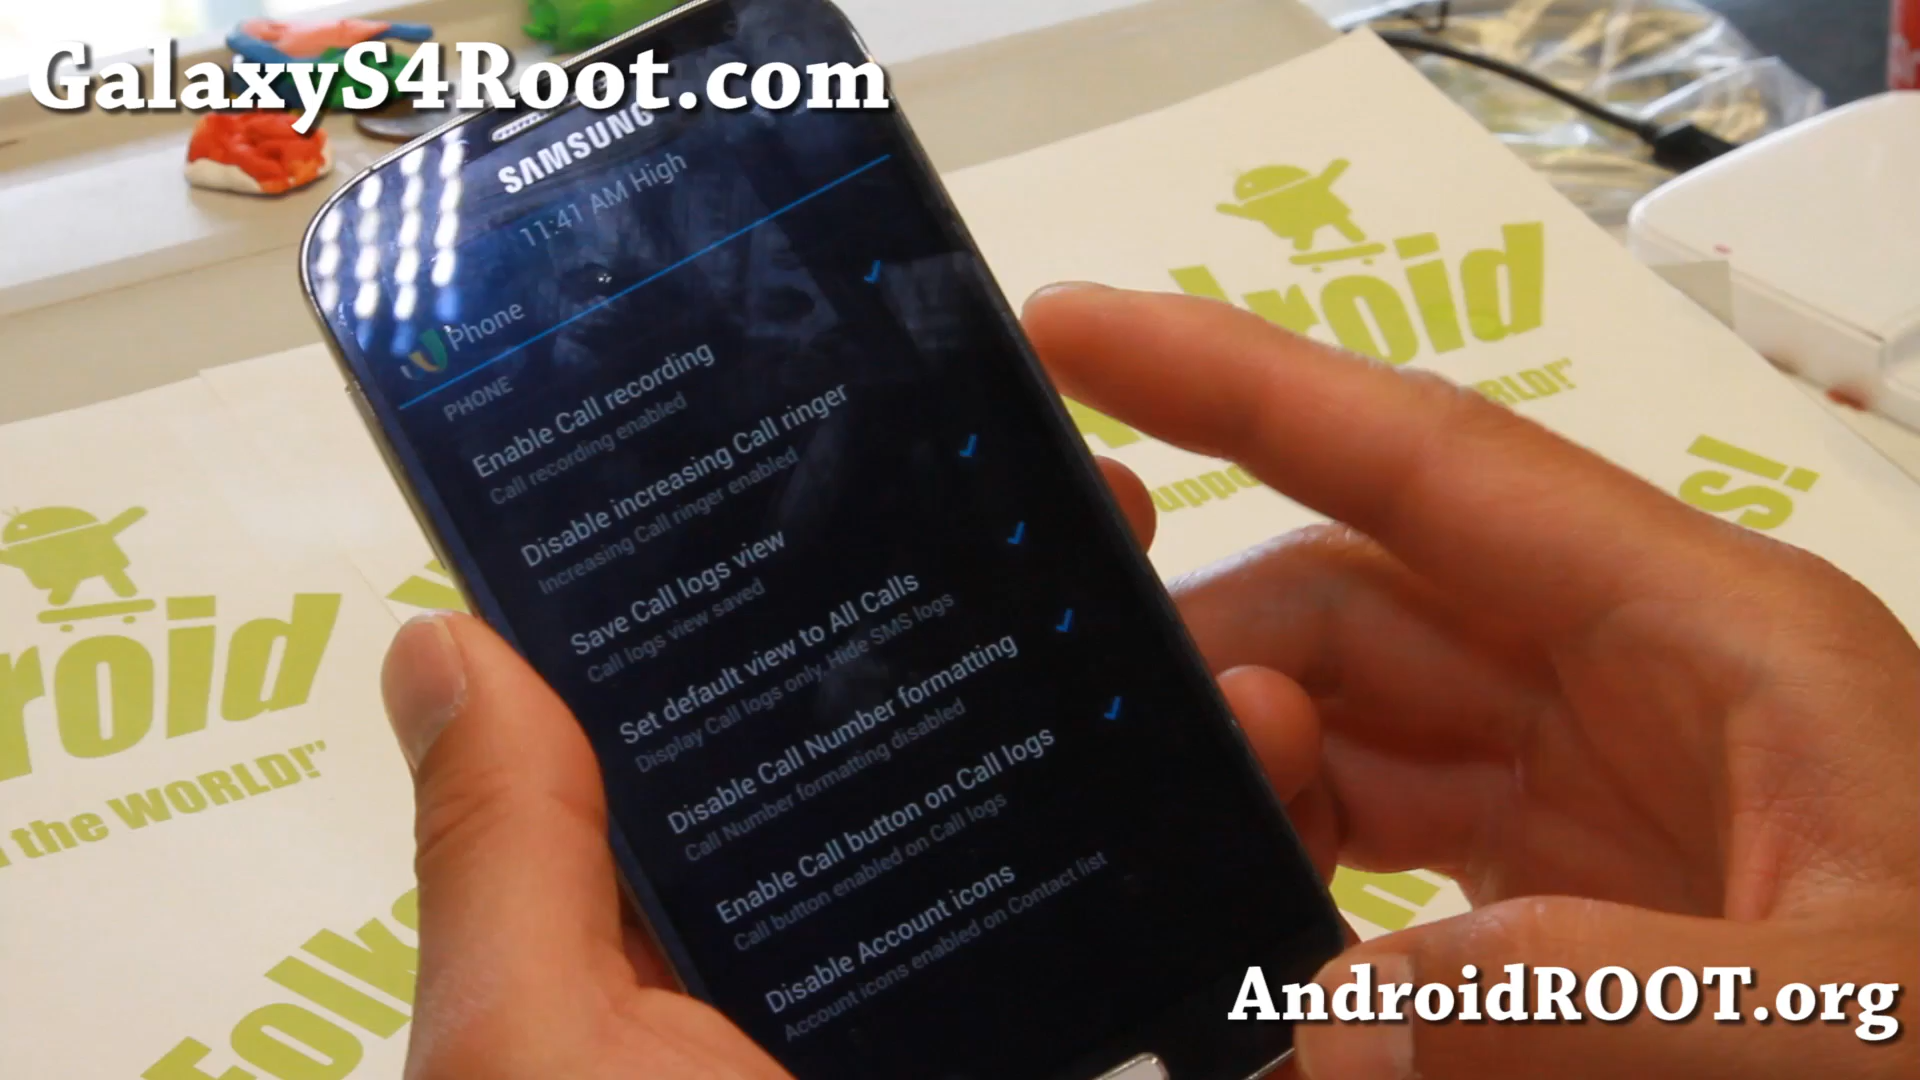 GalaxyS4Root.com
SAMSUNG
11:41 AM High
Phone
PHONE
Enable Call recording
Call recording enabled
Disable increasing Call ringer
Increasing Call ringer enabled
Save Call logs view
Call logs view saved
Set default view to All Calls
Display Call logs only. Hide SMS logs
Disable Call Number formatting
Call Number formatting disabled
Enable Call button on Call logs
Call button enabled on Call logs
Disable Account icons
Account icons enabled on Contact list
the WORLD!"
Folks
AndroidROOT.org